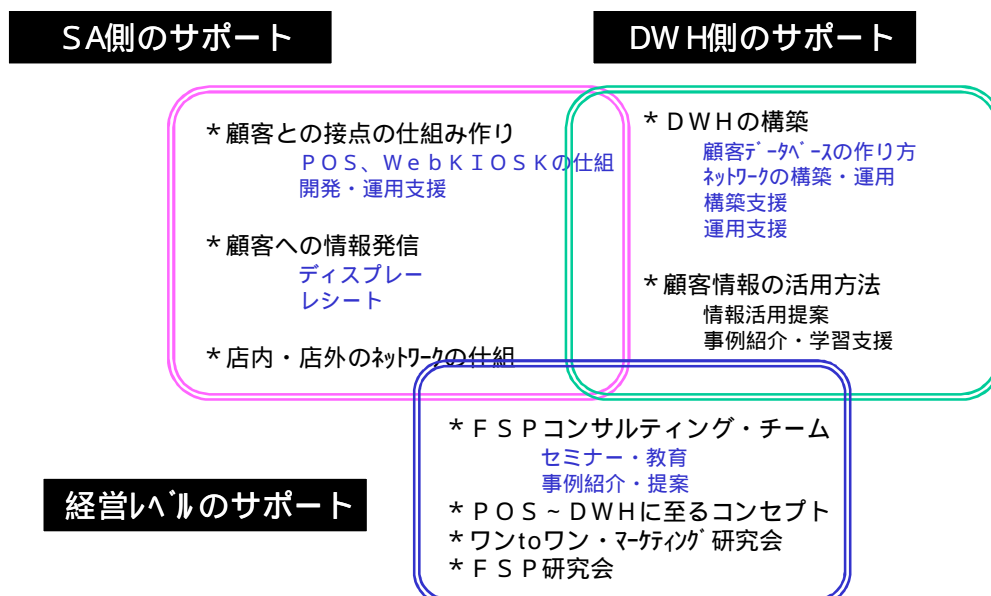 SA側のサポート
DWH側のサポート
*顧客との接点の仕組み作り
POS、WebKIOSKの仕組
開発・運用支援
*顧客への情報発信
ディスプレー
レシート
*店内・店外のﾈｯﾄﾜｰｸの仕組
*DWHの構築
顧客ﾃﾞｰﾀﾍﾞｰｽの作り方
ﾈｯﾄﾜｰｸの構築・運用
構築支援
運用支援
*顧客情報の活用方法
情報活用提案
事例紹介・学習支援
経営ﾚﾍﾞﾙのサポート
*FSPコンサルティング・チーム
セミナー・教育
事例紹介・提案
*POS~DWHに至るコンセプト
*ワンtoワン・ﾏｰｹﾃｨﾝｸﾞ研究会
*FSP研究会